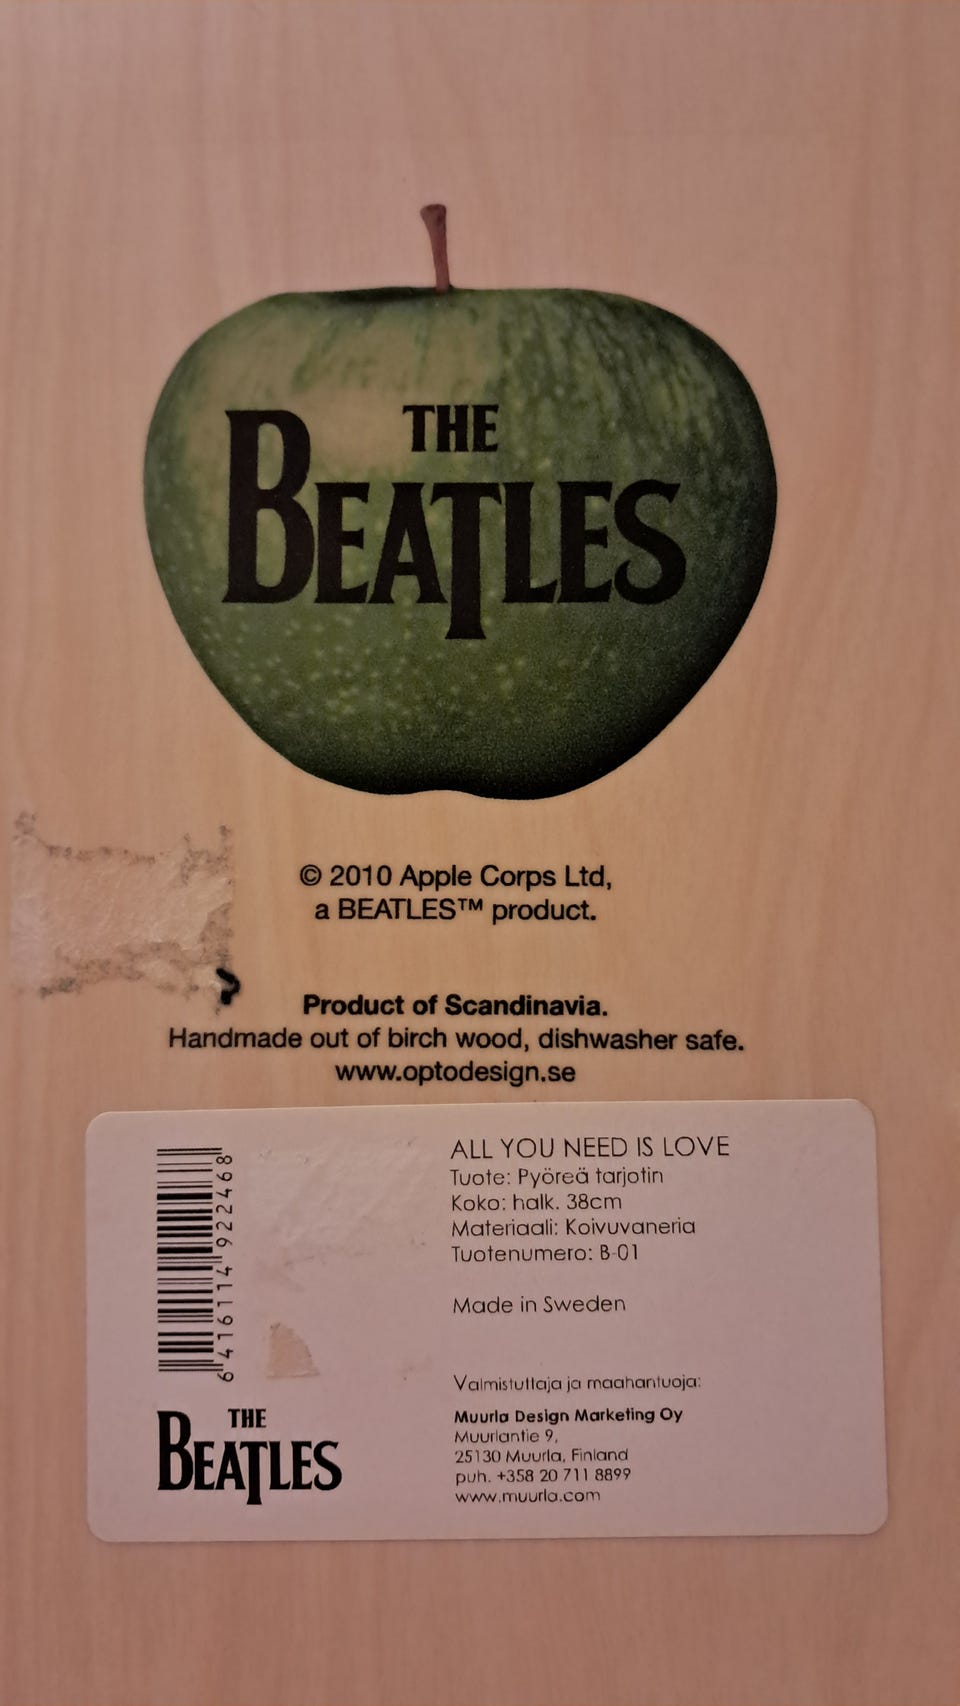 THE
BEATLES
© 2010 Apple Corps Ltd,
a BEATLES™ product.
Product of Scandinavia.
Handmade out of birch wood, dishwasher safe.
www.optodesign.se
6 416114 922468
THE
BEATLES
ALL YOU NEED IS LOVE
Tuote: Pyöreä tarjotin
Koko: halk. 38cm
Materiaali: Koivuvaneria
Tuotenumero: B-01
Made in Sweden
Valmistuttaja ja maahantuoja:
Muurla Design Marketing Oy
Muurlantie 9,
25130 Muurla, Finland
puh. +358 20 711 8899
www.muurla.com